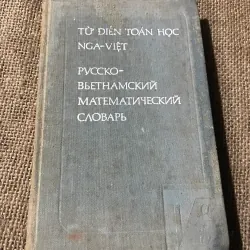 TỪ ĐIỂN TOÁN HỌC
NGA-VIỆT
РУССКО-
ВЬЕТНАМСКИЙ
МАТЕМАТИЧЕСКИЙ
СЛОВАРЬ